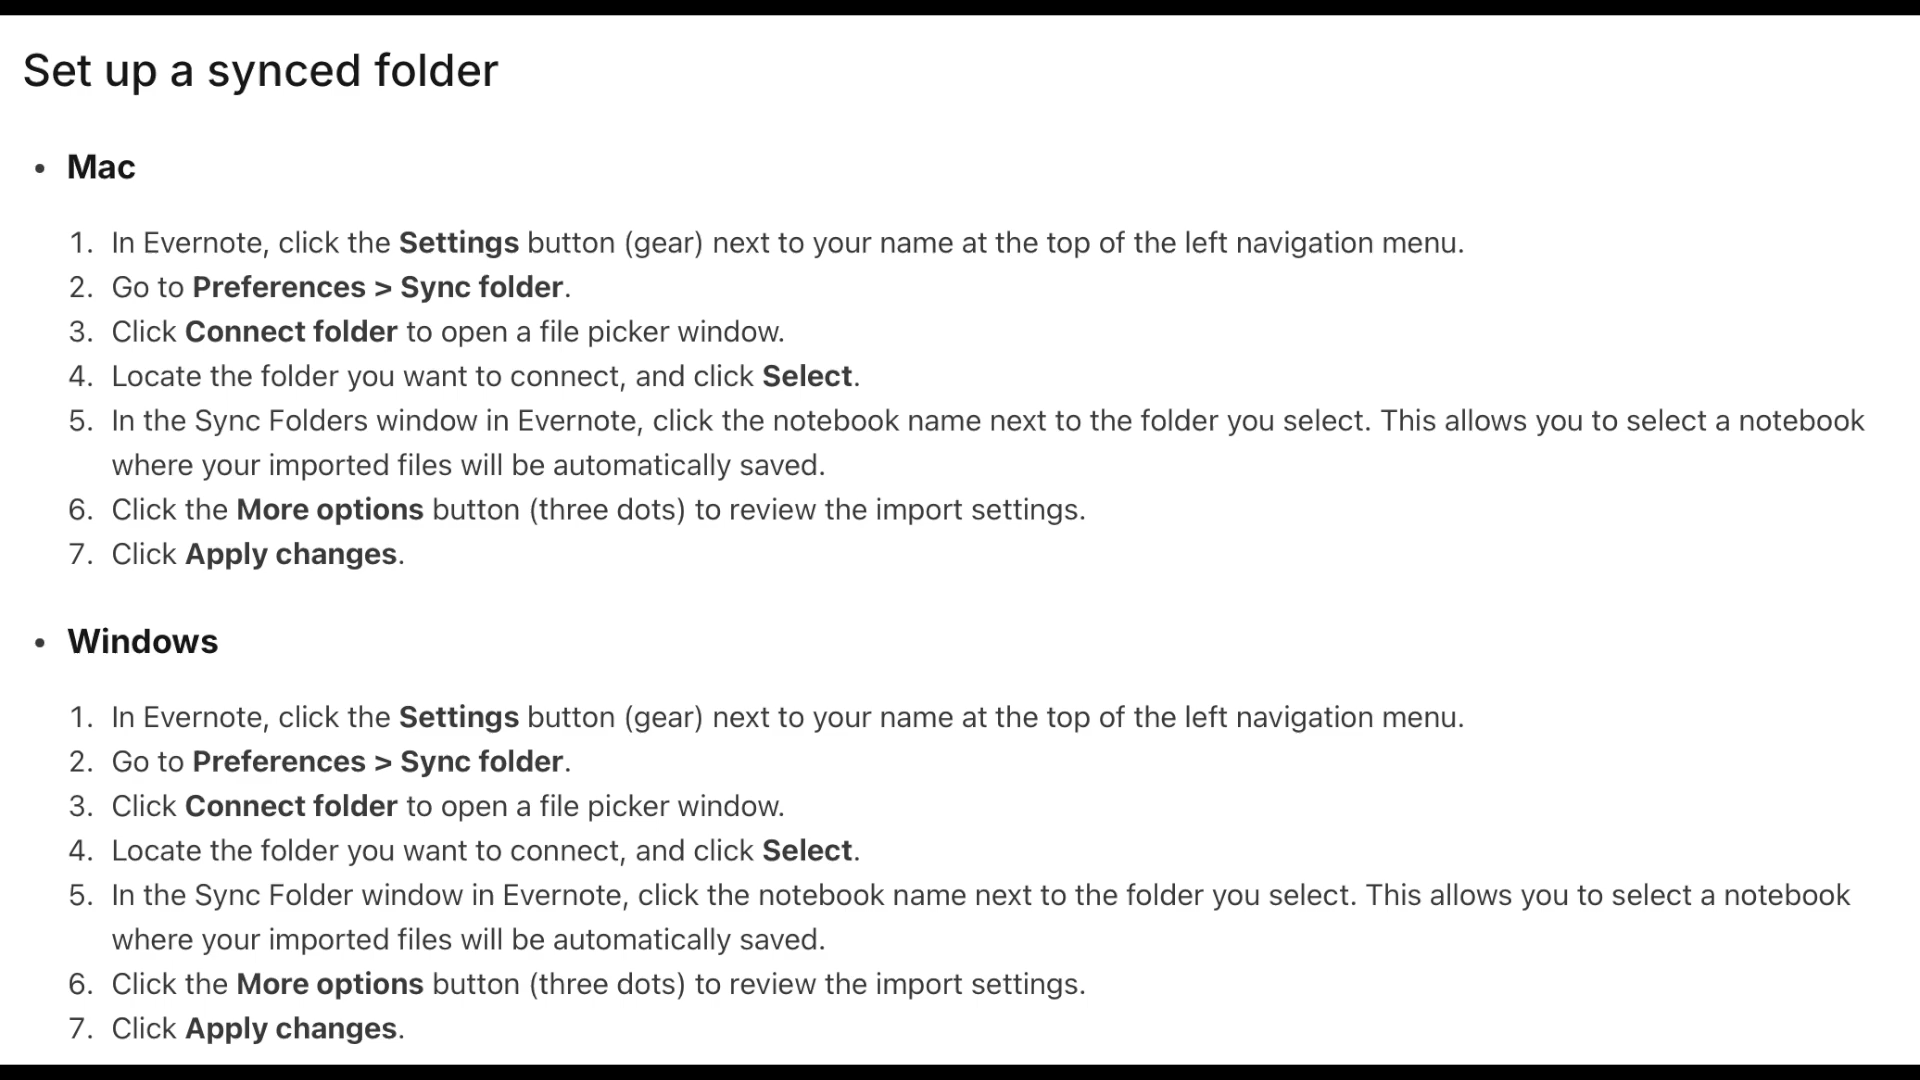 Set up a synced folder
• Mac
1. In Evernote, click the Settings button (gear) next to your name at the top of the left navigation menu.
2. Go to Preferences > Sync folder.
3. Click Connect folder to open a file picker window.
4. Locate the folder you want to connect, and click Select.
5. In the Sync Folders window in Evernote, click the notebook name next to the folder you select. This allows you to select a notebook
where your imported files will be automatically saved.
6. Click the More options button (three dots) to review the import settings.
7. Click Apply changes.
• Windows
1. In Evernote, click the Settings button (gear) next to your name at the top of the left navigation menu.
2. Go to Preferences > Sync folder.
3. Click Connect folder to open a file picker window.
4. Locate the folder you want to connect, and click Select.
5. In the Sync Folder window in Evernote, click the notebook name next to the folder you select. This allows you to select a notebook
where your imported files will be automatically saved.
6. Click the More options button (three dots) to review the import settings.
7. Click Apply changes.